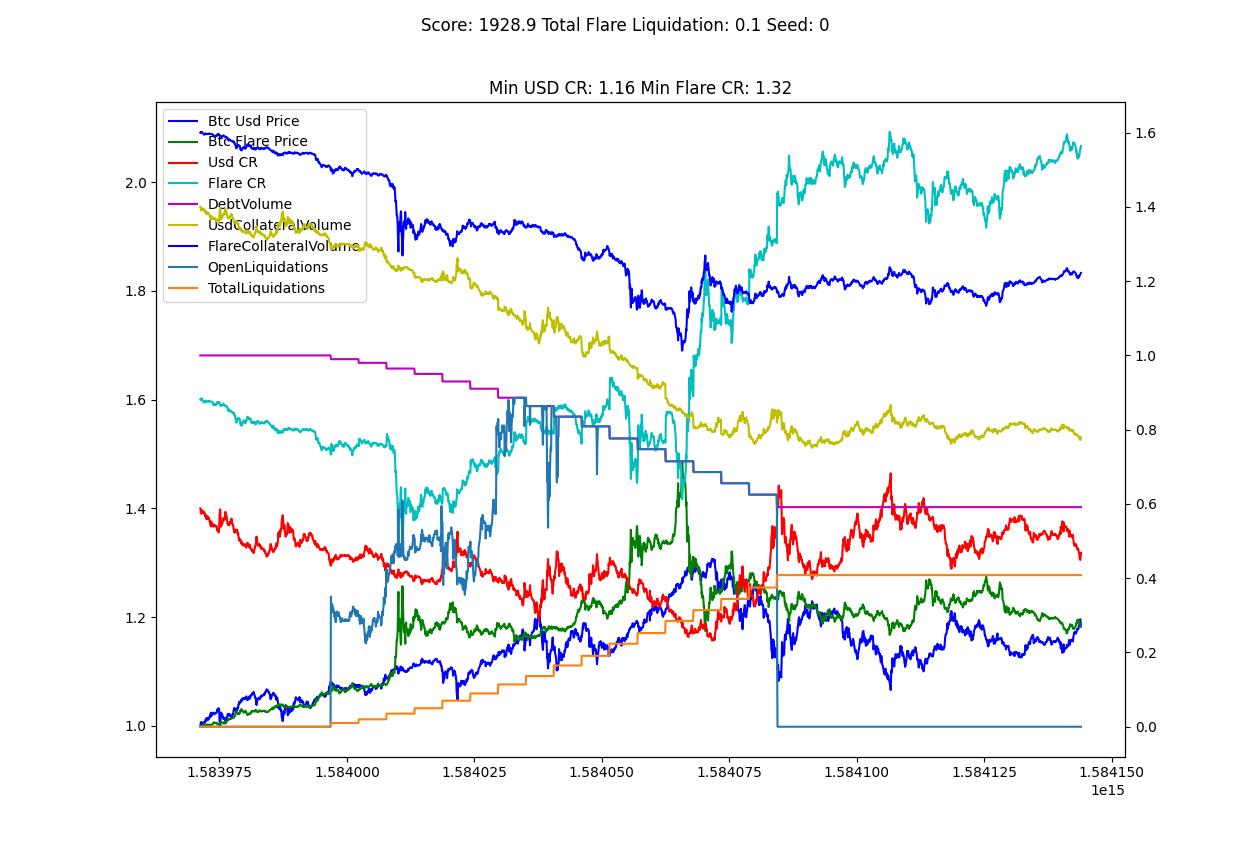 Score: 1928.9 Total Flare Liquidation: 0.1 Seed: 0
Min USD CR: 1.16 Min Flare CR: 1.32
Btc Usd Price
Btc Flare Price
Usd CR
Flare CR
DebtVolume
UsdCollateralVolume
FlareCollateralVolume
OpenLiquidations
TotalLiquidations
2.0
1.8
1.6
1.4
1.2
1.0
1.6
1.4
1.2
1.0
0.8
0.6
0.4
0.2
0.0
1.583975 1.584000 1.584025 1.584050 1.584075 1.584100 1.584125 1.584150
1e15